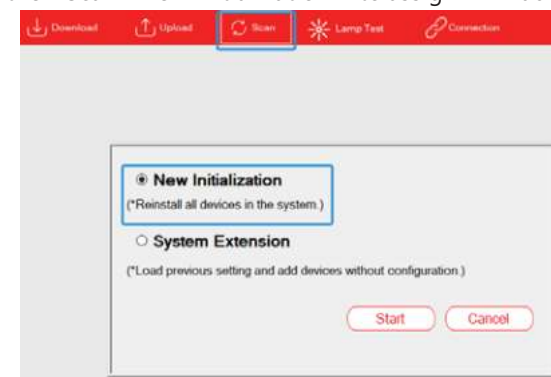 Download Upload Scan Lamp Test Connection
New Initialization
(*Reinstall all devices in the system.)
System Extension
(*Load previous setting and add devices without configuration.)
Start Cancel